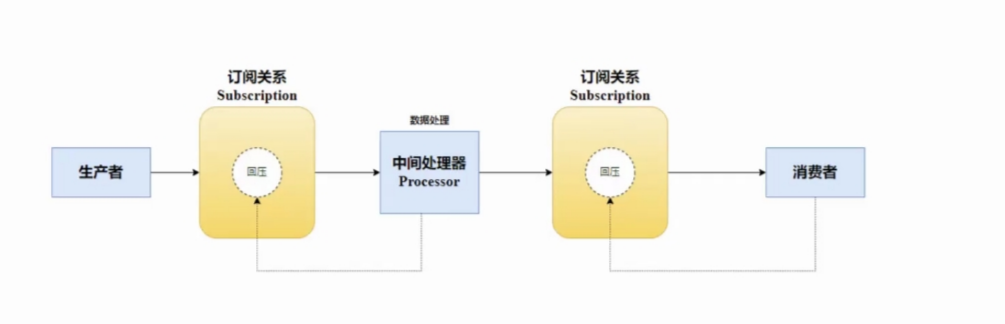 订阅关系
Subscription
订阅关系
Subscription
数据处理
生产者
回压
中间处理器
Processor
回压
消费者